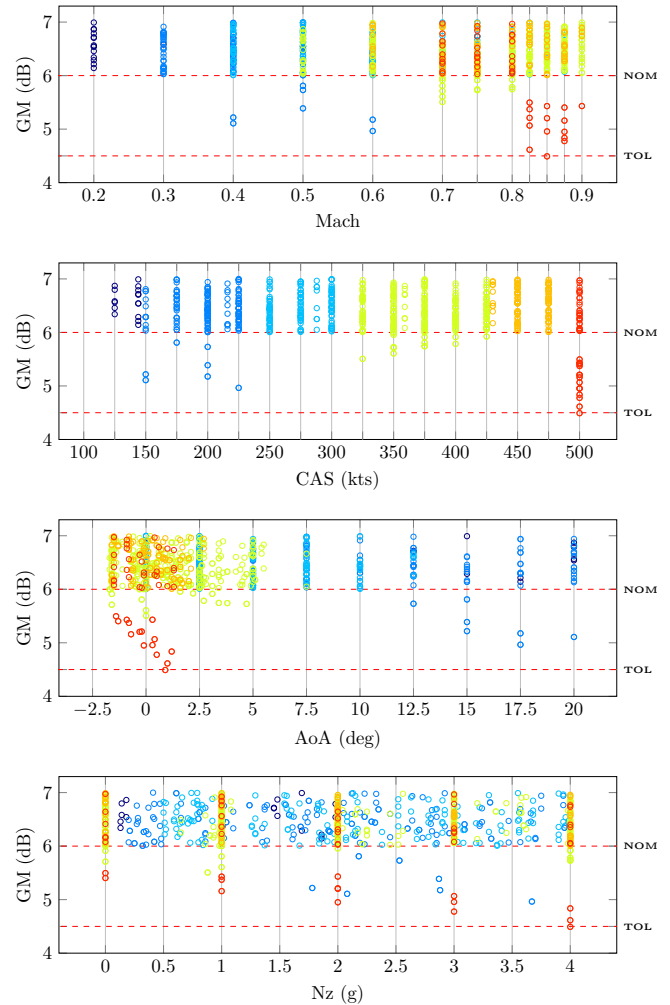 7
6
5
4
GM (dB)
NOM
TOL
0.2 0.3 0.4 0.5 0.6 0.7 0.8 0.9
Mach
7
6
5
4
GM (dB)
NOM
TOL
100 150 200 250 300 350 400 450 500
CAS (kts)
7
6
5
4
GM (dB)
NOM
TOL
−2.5 0 2.5 5 7.5 10 12.5 15 17.5 20
AoA (deg)
7
6
5
4
GM (dB)
NOM
TOL
0 0.5 1 1.5 2 2.5 3 3.5 4
Nz (g)